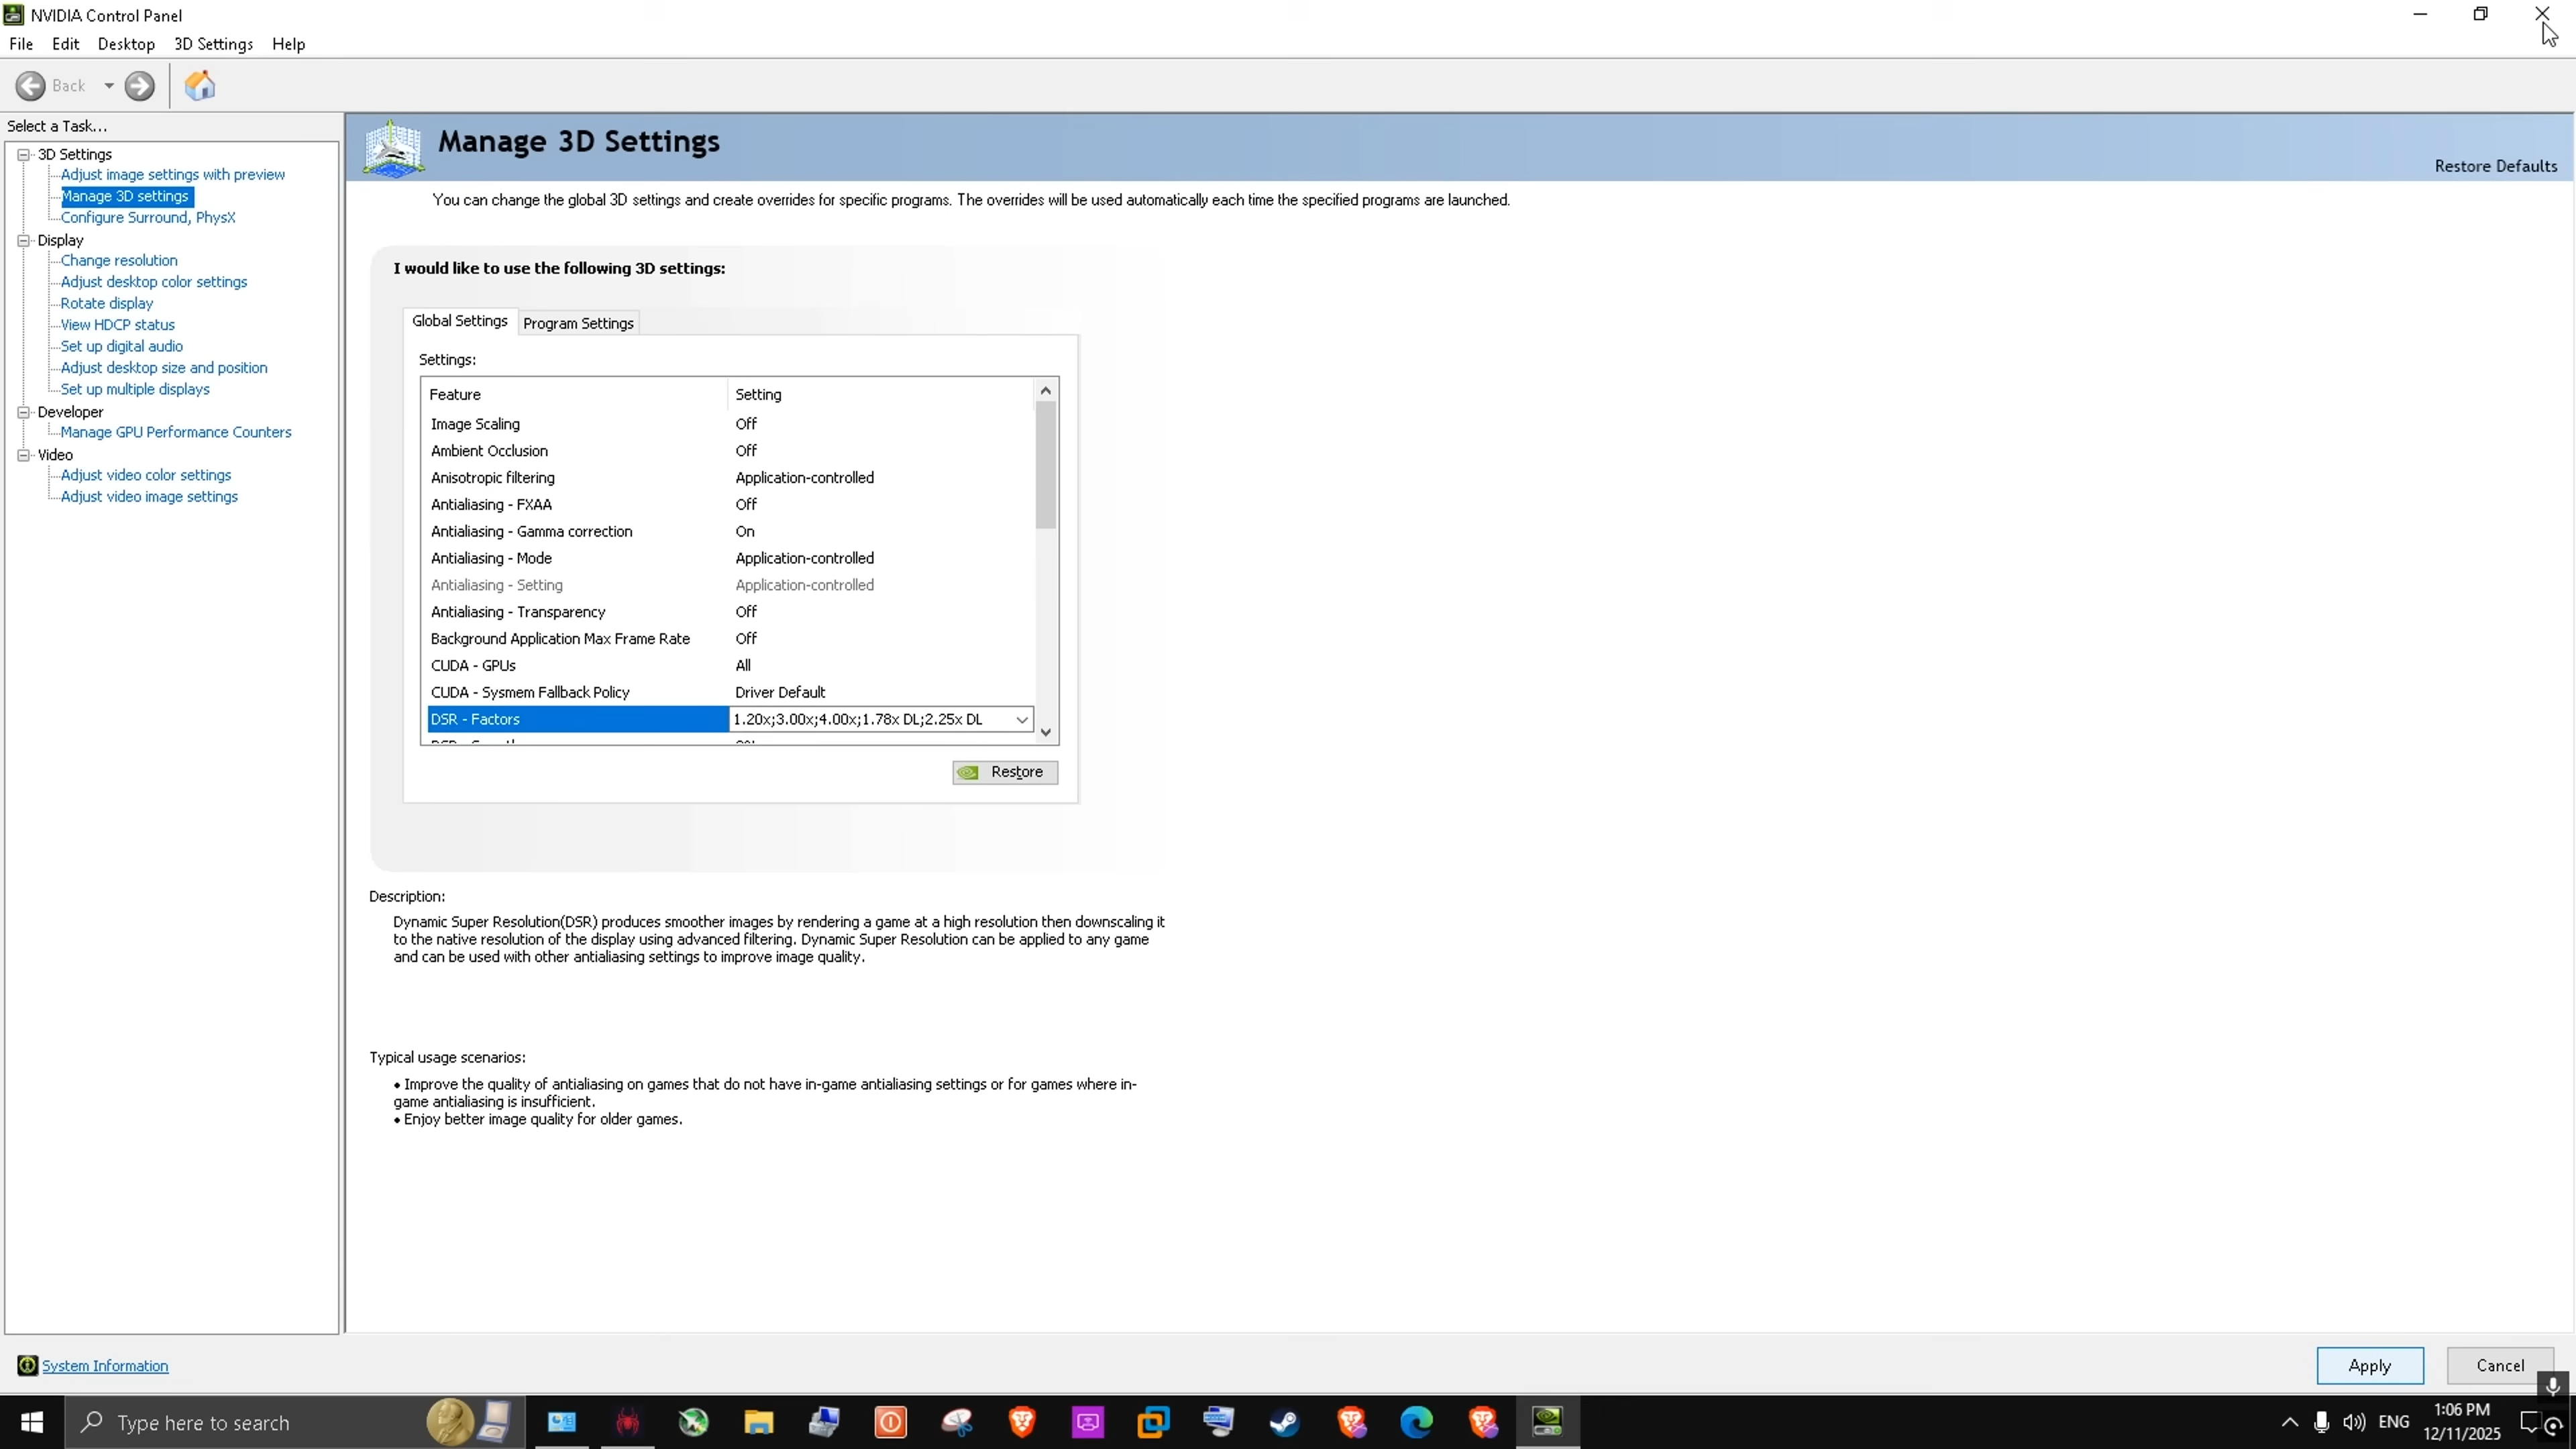 NVIDIA Control Panel
File Edit Desktop 3D Settings Help
Back
Select a Task...
3D Settings
Adjust image settings with preview
Manage 3D settings
Configure Surround, PhysX
Display
Change resolution
Adjust desktop color settings
Rotate display
View HDCP status
Set up digital audio
Adjust desktop size and position
Set up multiple displays
Developer
Manage GPU Performance Counters
Video
Adjust video color settings
Adjust video image settings
Manage 3D Settings
Restore Defaults
You can change the global 3D settings and create overrides for specific programs. The overrides will be used automatically each time the specified programs are launched.
I would like to use the following 3D settings:
Global Settings Program Settings
Settings:
Feature Setting
Image Scaling Off
Ambient Occlusion Off
Anisotropic filtering Application-controlled
Antialiasing - FXAA Off
Antialiasing - Gamma correction On
Antialiasing - Mode Application-controlled
Antialiasing - Setting Application-controlled
Antialiasing - Transparency Off
Background Application Max Frame Rate Off
CUDA - GPUs All
CUDA - Sysmem Fallback Policy Driver Default
DSR - Factors 1.20x;3.00x;4.00x;1.78x DL;2.25x DL
Restore
Description:
Dynamic Super Resolution(DSR) produces smoother images by rendering a game at a high resolution then downscaling it
to the native resolution of the display using advanced filtering. Dynamic Super Resolution can be applied to any game
and can be used with other antialiasing settings to improve image quality.
Typical usage scenarios:
• Improve the quality of antialiasing on games that do not have in-game antialiasing settings or for games where in-
game antialiasing is insufficient.
• Enjoy better image quality for older games.
System Information
Apply Cancel
Type here to search
ENG
1:06 PM
12/11/2025